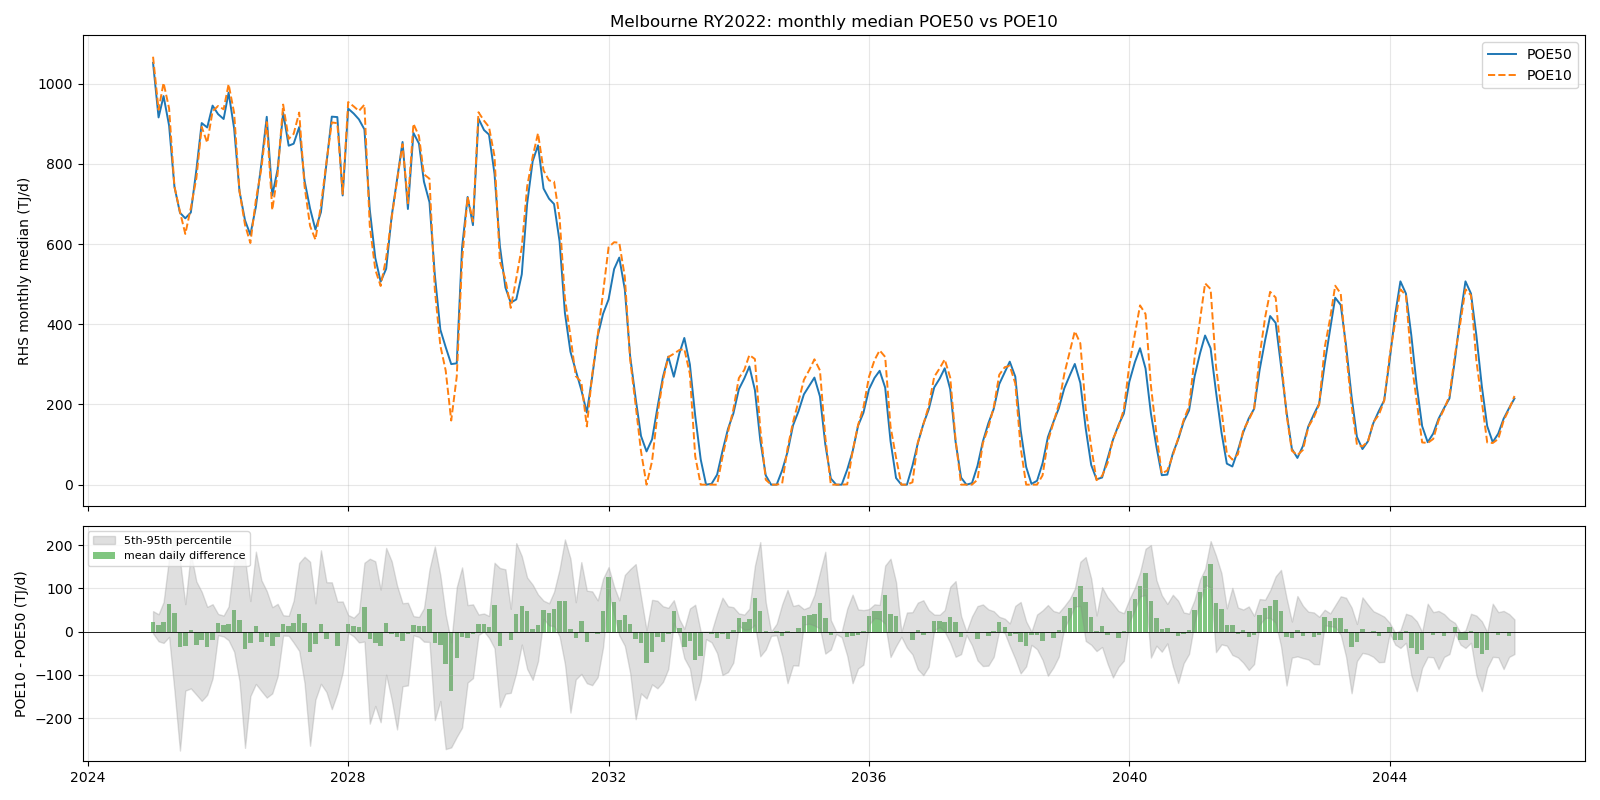 Melbourne RY2022: monthly median POE50 vs POE10
RHS monthly median (TJ/d)
1000
800
600
400
200
0
POE50
POE10
POE10 - POE50 (TJ/d)
200
100
0
−100
−200
5th-95th percentile
mean daily difference
2024
2028
2032
2036
2040
2044